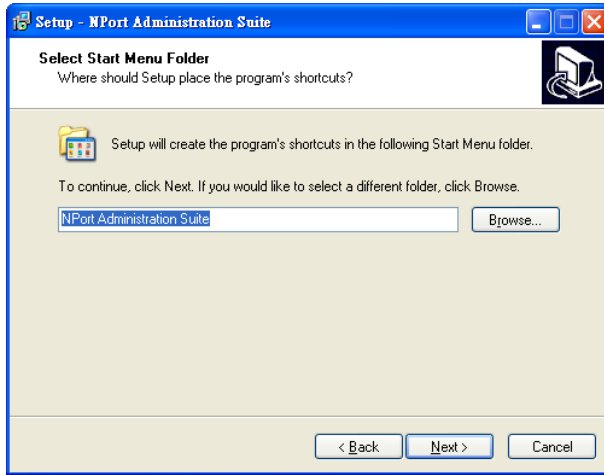 Setup - NPort Administration Suite
Select Start Menu Folder
Where should Setup place the program's shortcuts?
Setup will create the program's shortcuts in the following Start Menu folder.
To continue, click Next. If you would like to select a different folder, click Browse.
NPort Administration Suite
Browse...
< Back
Next >
Cancel